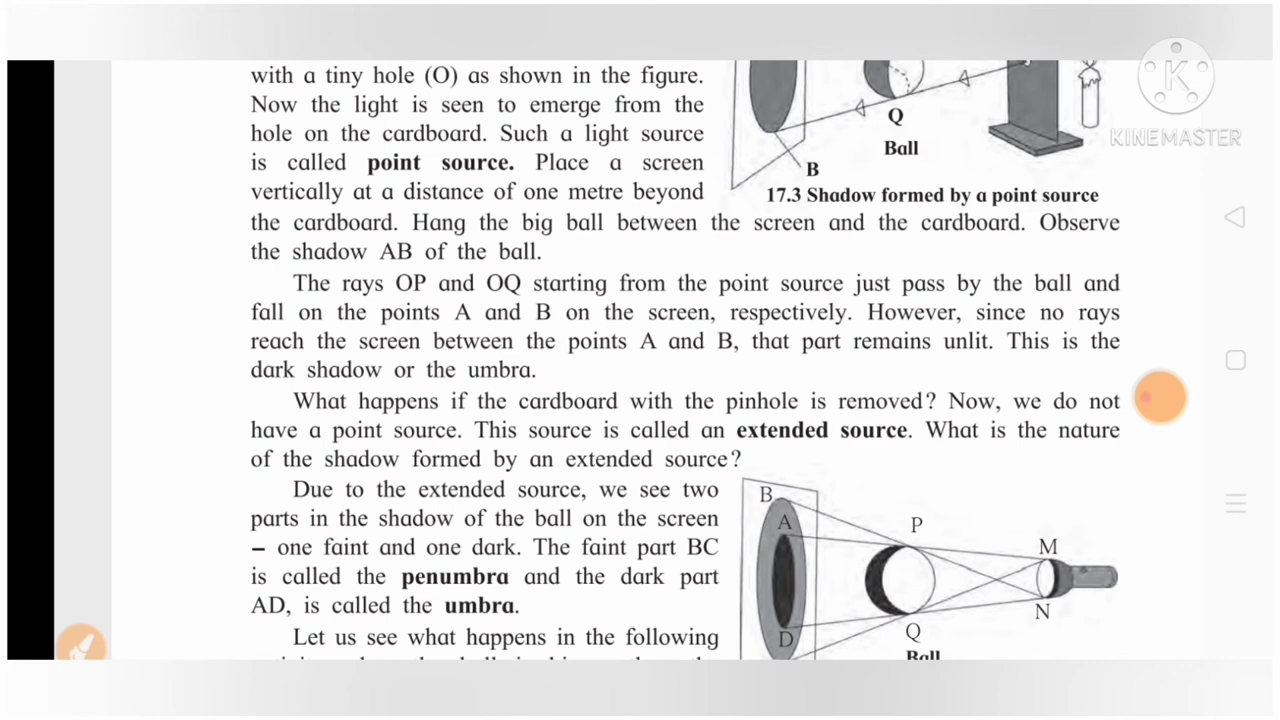 with a tiny hole (O) as shown in the figure.
Now the light is seen to emerge from the
hole on the cardboard. Such a light source
is called point source. Place a screen
vertically at a distance of one metre beyond
the cardboard. Hang the big ball between the screen and the cardboard. Observe
the shadow AB of the ball.
Q
Ball
B
17.3 Shadow formed by a point source
KINEMASTER
K
The rays OP and OQ starting from the point source just pass by the ball and
fall on the points A and B on the screen, respectively. However, since no rays
reach the screen between the points A and B, that part remains unlit. This is the
dark shadow or the umbra.
What happens if the cardboard with the pinhole is removed? Now, we do not
have a point source. This source is called an extended source. What is the nature
of the shadow formed by an extended source?
Due to the extended source, we see two
parts in the shadow of the ball on the screen
– one faint and one dark. The faint part BC
is called the penumbra and the dark part
AD, is called the umbra.
Let us see what happens in the following
B
A
P
M
N
D
Q
Ball